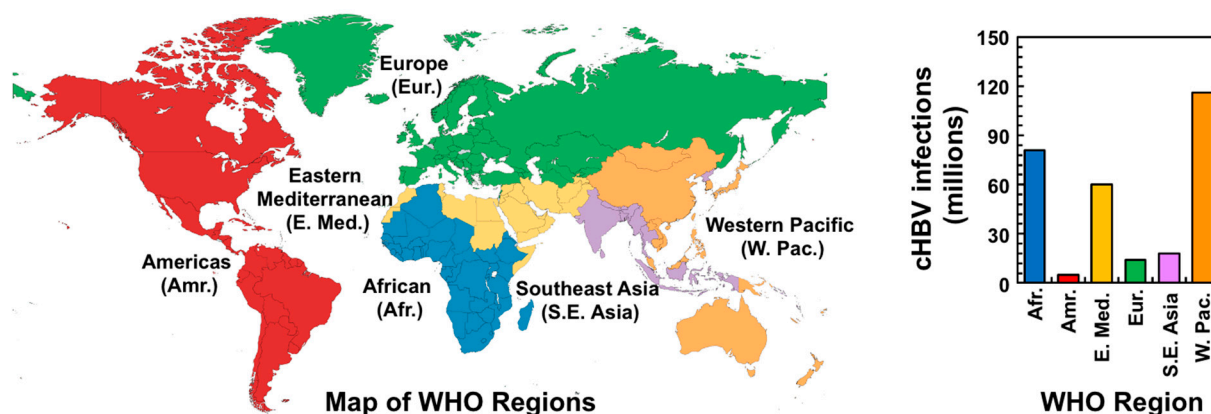 Europe
(Eur.)
Eastern
Mediterranean
(E. Med.)
Americas
(Amr.)
African
(Afr.)
Southeast Asia
(S.E. Asia)
Western Pacific
(W. Pac.)
Map of WHO Regions
cHBV infections
(millions)
150
120
90
60
30
0
Afr.
Amr.
E. Med.
Eur.
S.E. Asia
W. Pac.
WHO Region